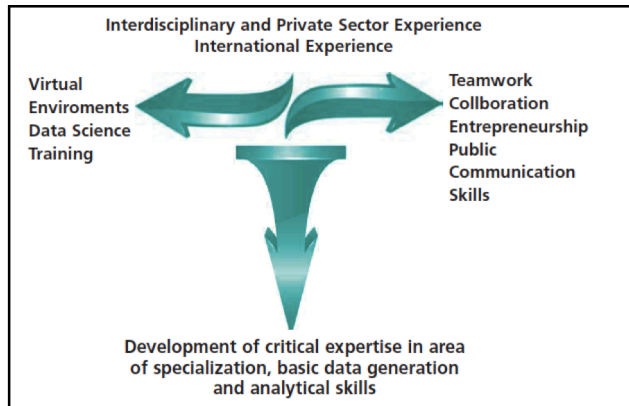 Interdisciplinary and Private Sector Experience
International Experience
Virtual
Enviroments
Data Science
Training
Teamwork
Collboration
Entrepreneurship
Public
Communication
Skills
Development of critical expertise in area
of specialization, basic data generation
and analytical skills